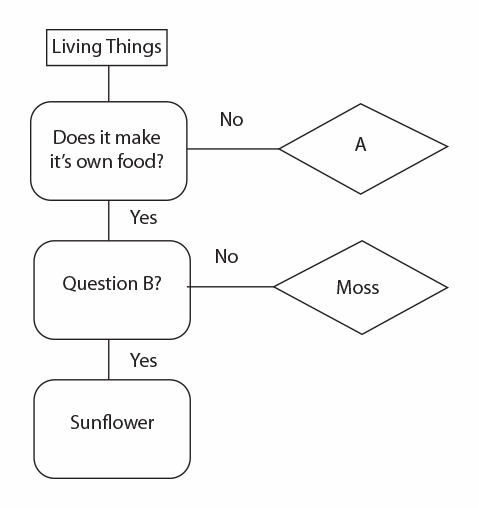 Living Things
No
Does it make
it's own food?
A
Yes
No
Question B?
Moss
Yes
Sunflower